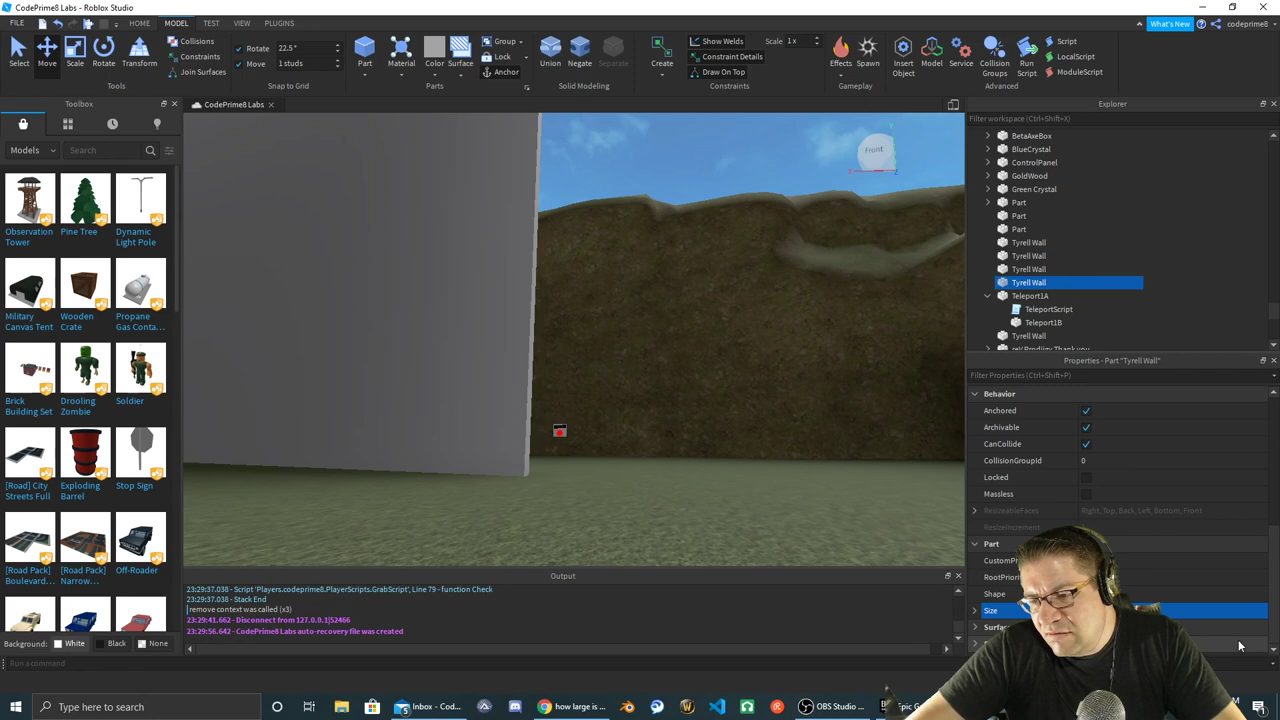 CodePrime8 Labs - Roblox Studio
FILE
HOME
MODEL
TEST
VIEW
PLUGINS
What's New
codeprime8
Select
Move
Scale
Rotate
Transform
Collisions
Constraints
Join Surfaces
Tools
Rotate 22.5°
Move 1 studs
Snap to Grid
Part
Material
Color
Surface
Group
Lock
Anchor
Parts
Union
Negate
Separate
Solid Modeling
Create
Show Welds
Constraint Details
Draw On Top
Scale 1 x
Constraints
Effects
Spawn
Gameplay
Insert Object
Model
Service
Collision Groups
Run Script
Script
LocalScript
ModuleScript
Advanced
Toolbox
Models
Search
Observation Tower
Pine Tree
Dynamic Light Pole
Military Canvas Tent
Wooden Crate
Propane Gas Conta...
Brick Building Set
Drooling Zombie
Soldier
[Road] City Streets Full
Exploding Barrel
Stop Sign
[Road Pack] Boulevard...
[Road Pack] Narrow...
Off-Roader
Background: White Black None
CodePrime8 Labs
Front
Output
23:29:37.038 - Script 'Players.codeprime8.PlayerScripts.GrabScript', Line 79 - function Check
23:29:37.038 - Stack End
remove context was called (x3)
23:29:41.662 - Disconnect from 127.0.0.1|52466
23:29:56.642 - CodePrime8 Labs auto-recovery file was created
Run a command
Explorer
Filter workspace (Ctrl+Shift+X)
BetaAxeBox
BlueCrystal
ControlPanel
GoldWood
Green Crystal
Part
Part
Part
Tyrell Wall
Tyrell Wall
Tyrell Wall
Tyrell Wall
Teleport1A
TeleportScript
Teleport1B
Tyrell Wall
Properties - Part "Tyrell Wall"
Filter Properties (Ctrl+Shift+P)
Behavior
Anchored
Archivable
CanCollide
CollisionGroupId 0
Locked
Massless
ResizeableFaces Right, Top, Back, Left, Bottom, Front
ResizeIncrement
Part
Shape
Size
Type here to search
Inbox - Cod...
how large is ...
OBS Studio ...
Epic G